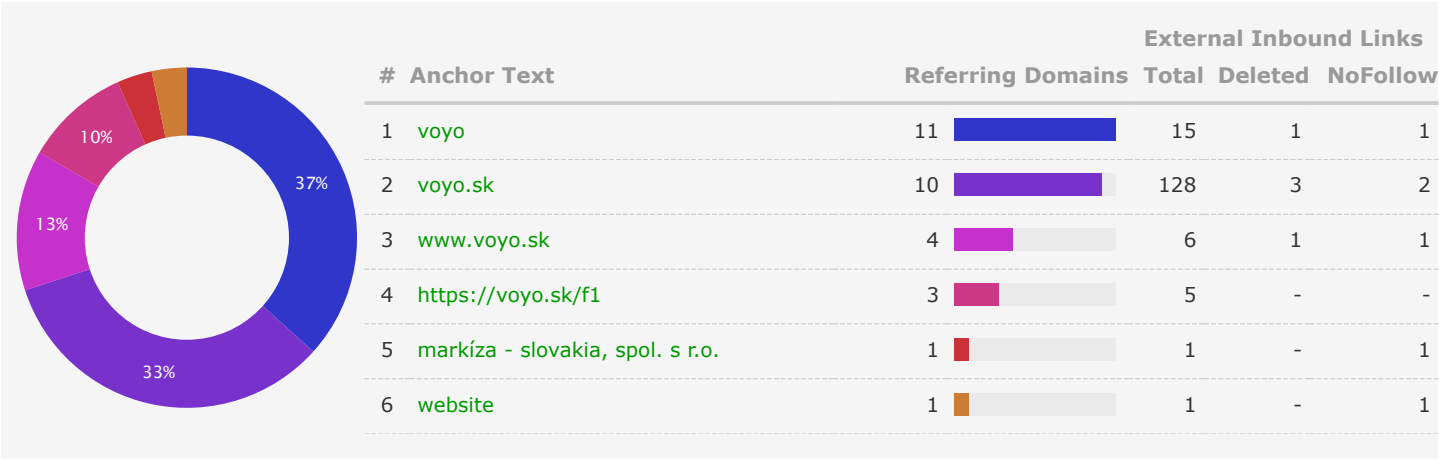 External Inbound Links
# Anchor Text Referring Domains Total Deleted NoFollow
1 voyo 11 15 1 1
2 voyo.sk 10 128 3 2
3 www.voyo.sk 4 6 1 1
4 https://voyo.sk/f1 3 5 - -
5 markíza - slovakia, spol. s r.o. 1 1 - 1
6 website 1 1 - 1
10%
37%
13%
33%